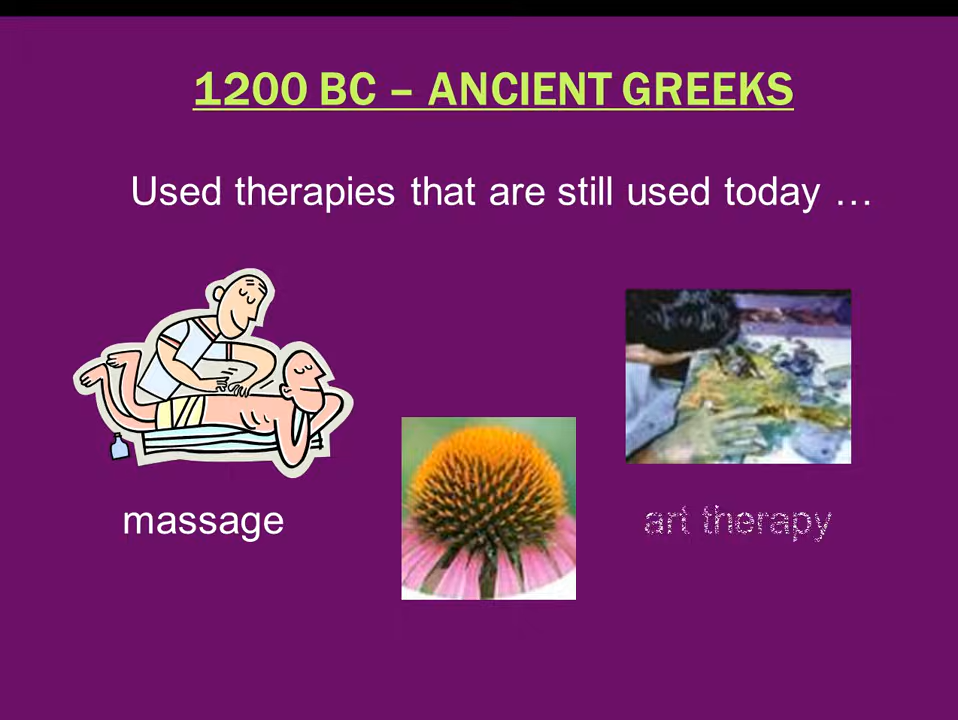 1200 BC – ANCIENT GREEKS
Used therapies that are still used today …
massage
art therapy